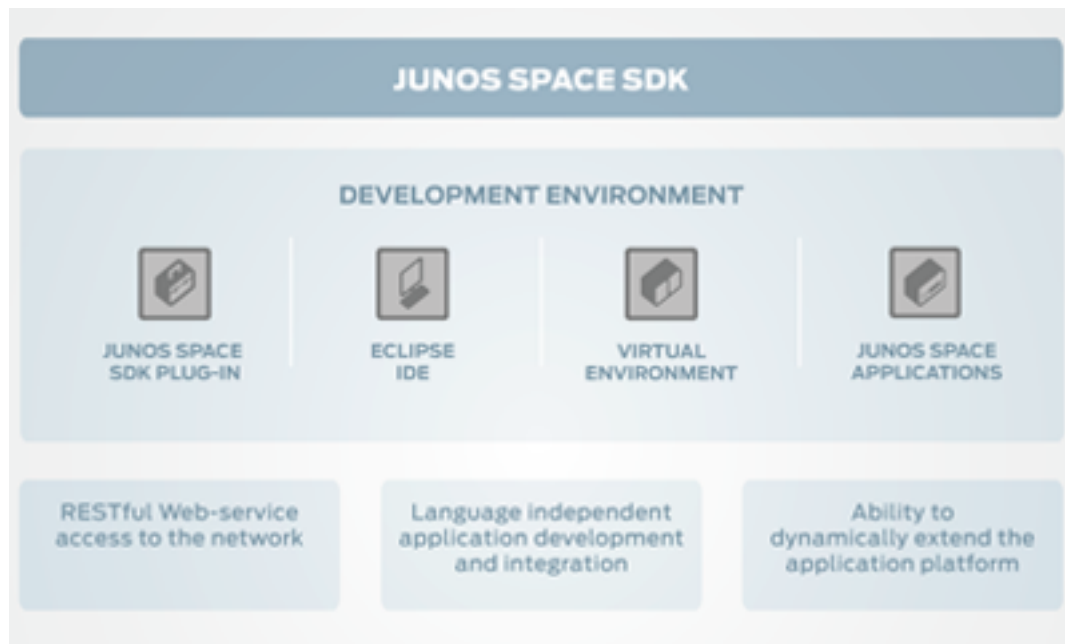 JUNOS SPACE SDK
DEVELOPMENT ENVIRONMENT
JUNOS SPACE
SDK PLUG-IN
ECLIPSE
IDE
VIRTUAL
ENVIRONMENT
JUNOS SPACE
APPLICATIONS
RESTful Web-service
access to the network
Language independent
application development
and integration
Ability to
dynamically extend the
application platform